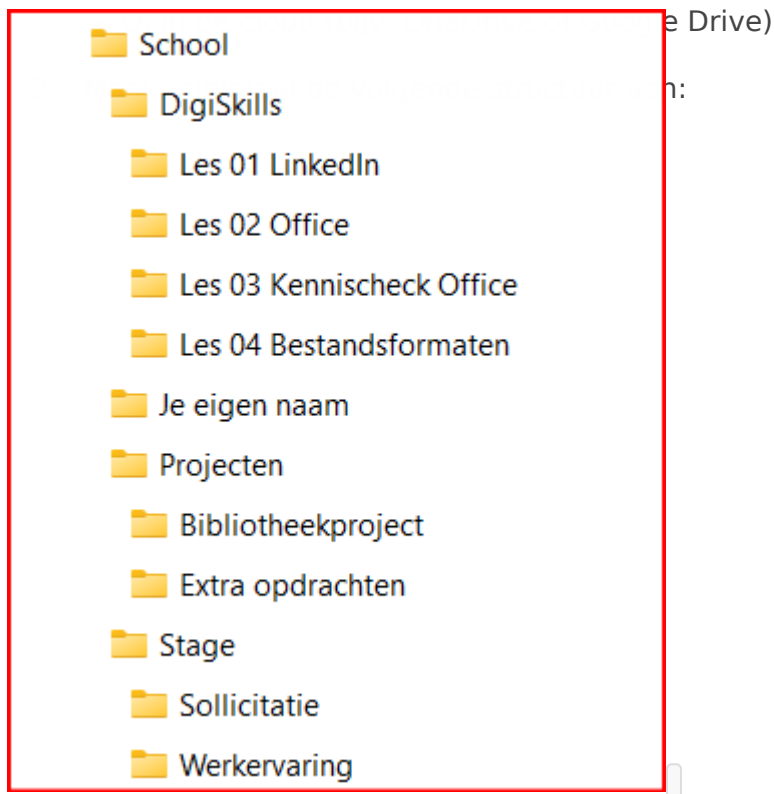 e Drive)
School
DigiSkills
Les 01 LinkedIn
Les 02 Office
Les 03 Kennischeck Office
Les 04 Bestandsformaten
Je eigen naam
Projecten
Bibliotheekproject
Extra opdrachten
Stage
Sollicitatie
Werkervaring